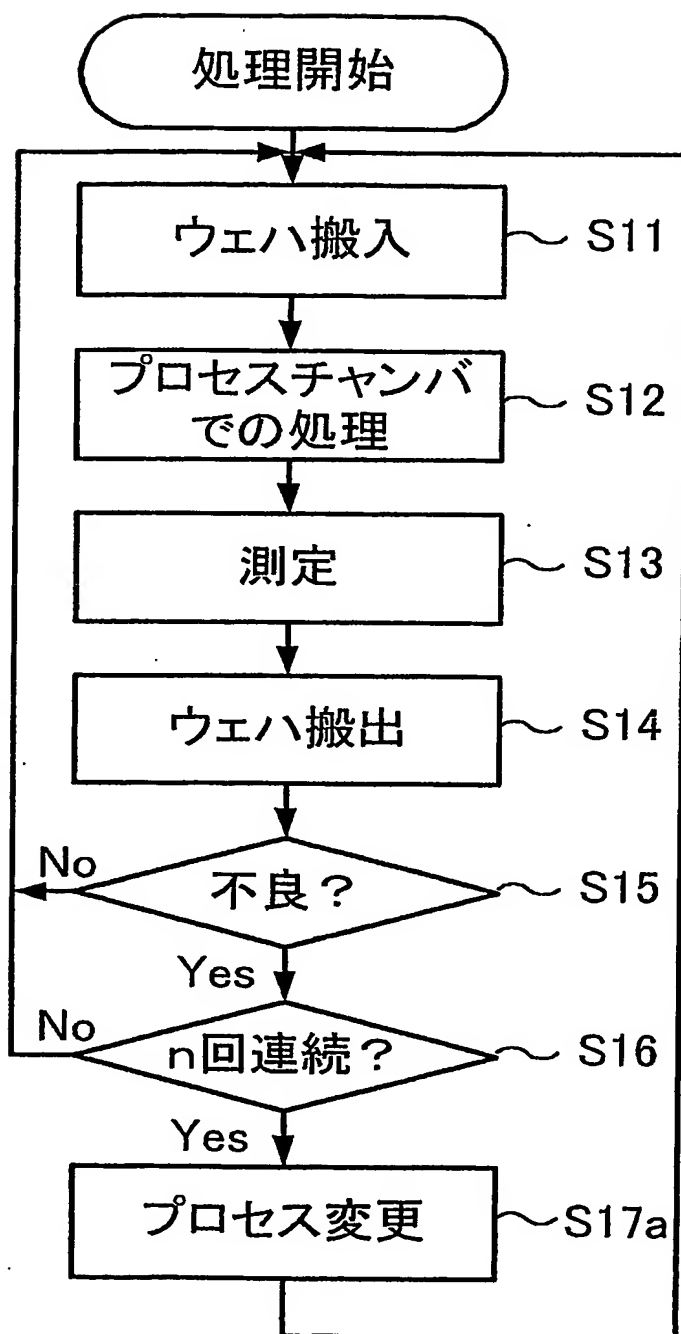 処理開始
ウェハ搬入
S11
プロセスチャンバ
での処理
S12
測定
S13
ウェハ搬出
S14
No
不良？
S15
Yes
No
n回連続？
S16
Yes
プロセス変更
S17a